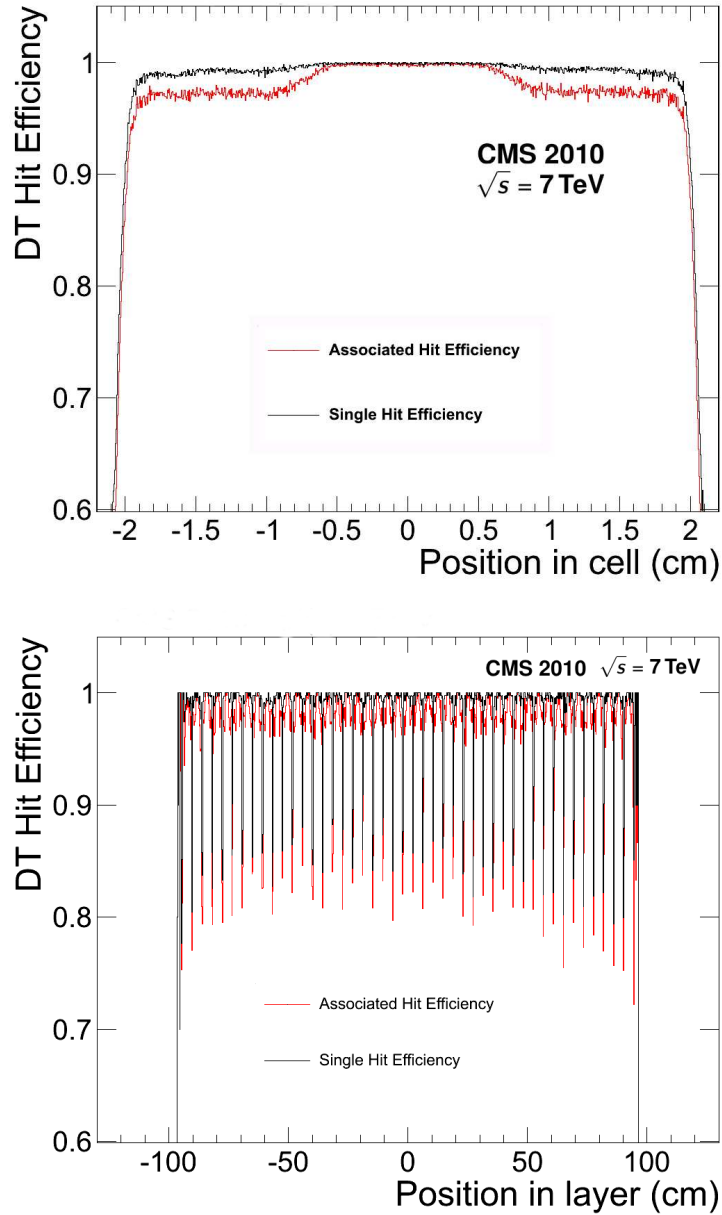 DT Hit Efficiency
1
0.9
0.8
0.7
0.6
CMS 2010
√s = 7 TeV
Associated Hit Efficiency
Single Hit Efficiency
-2 -1.5 -1 -0.5 0 0.5 1 1.5 2
Position in cell (cm)
DT Hit Efficiency
1
0.9
0.8
0.7
0.6
CMS 2010 √s = 7 TeV
Associated Hit Efficiency
Single Hit Efficiency
-100 -50 0 50 100
Position in layer (cm)